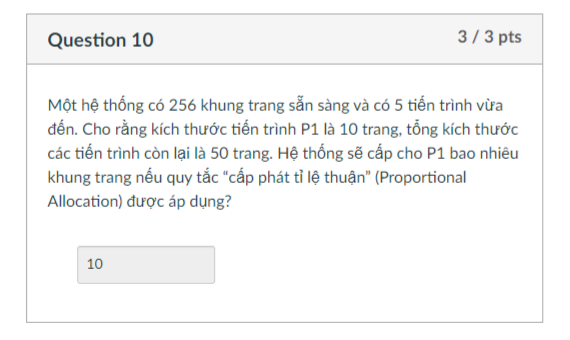 Question 10
3 / 3 pts
Một hệ thống có 256 khung trang sẵn sàng và có 5 tiến trình vừa
đến. Cho rằng kích thước tiến trình P1 là 10 trang, tổng kích thước
các tiến trình còn lại là 50 trang. Hệ thống sẽ cấp cho P1 bao nhiêu
khung trang nếu quy tắc "cấp phát tỉ lệ thuận" (Proportional
Allocation) được áp dụng?
10